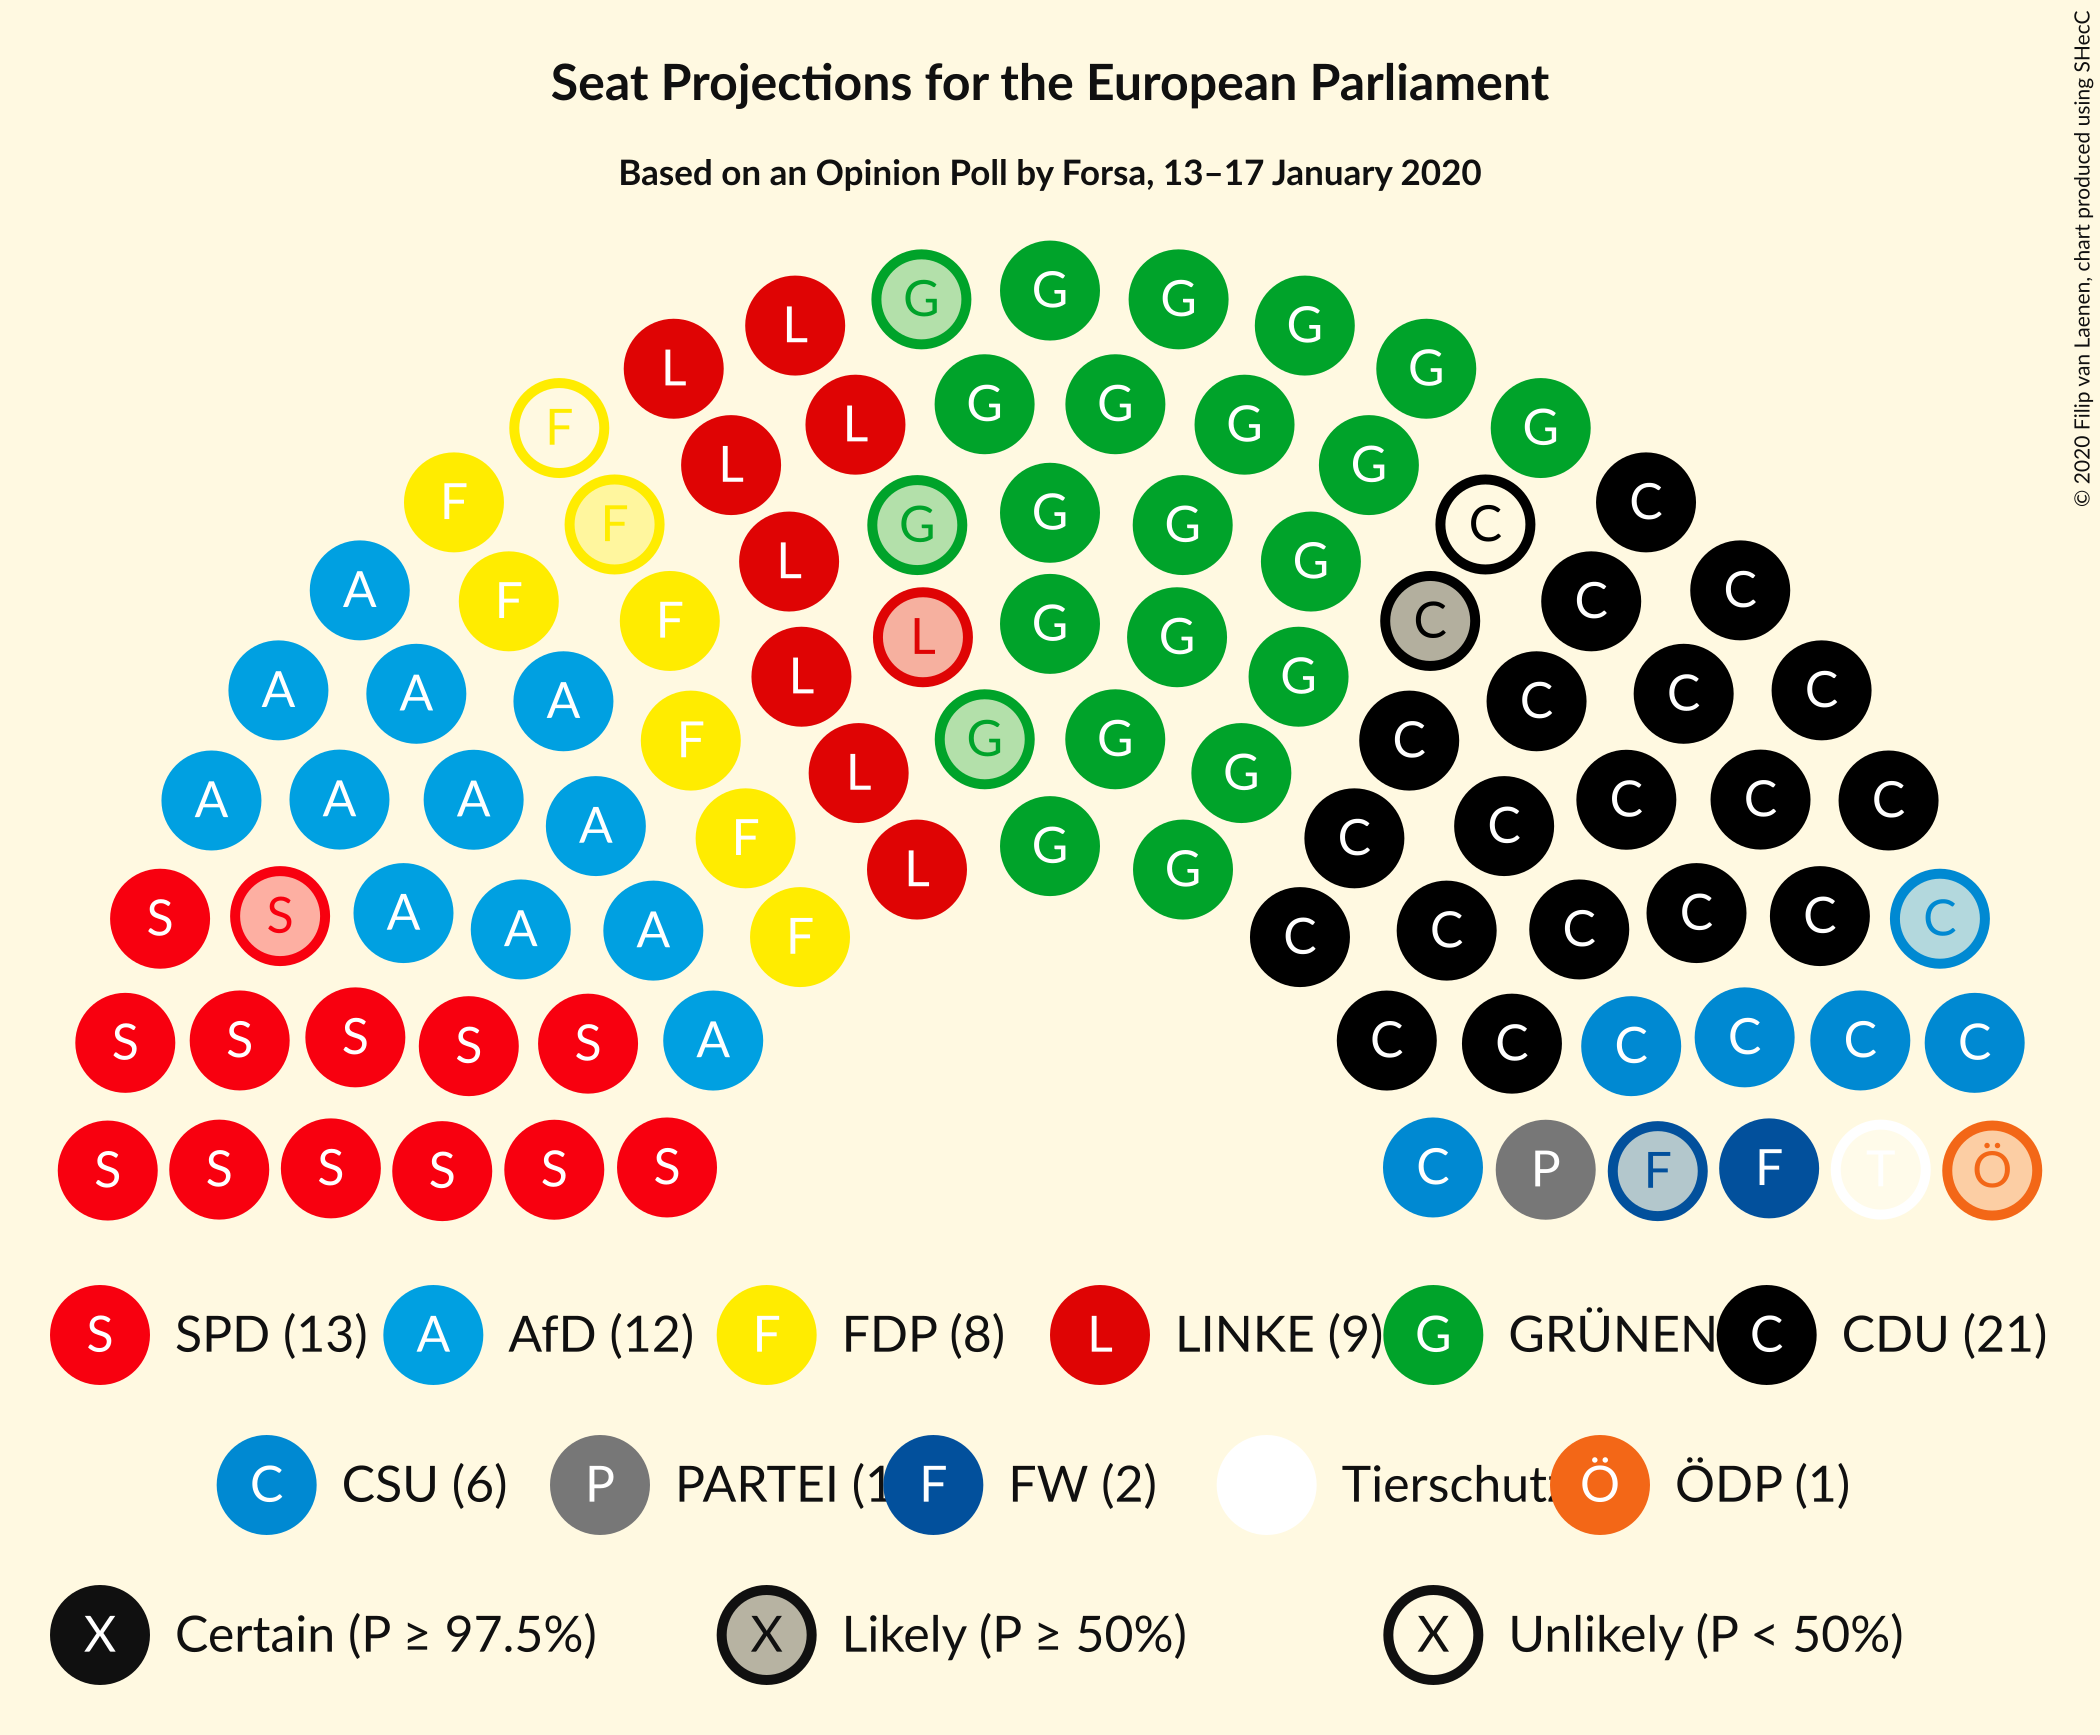 Seat Projections for the European Parliament
Based on an Opinion Poll by Forsa, 13–17 January 2020
© 2020 Filip van Laenen, chart produced using SHecC
G G G G
L L G
L G G G G
F L L G C C
F F L G G G C
A F L L G G G C C
A A A F F L G G G C C C C
A A A A F L G G C C C C C
S S A A A F L G G C C C C C C
S S S S S A C C C C C C
S S S S S S C P F F T Ö
S SPD (13) A AfD (12) F FDP (8) L LINKE (9) G GRÜNEN C CDU (21)
C CSU (6) P PARTEI (1 F FW (2) Tierschutz Ö ÖDP (1)
X Certain (P ≥ 97.5%) X Likely (P ≥ 50%) X Unlikely (P < 50%)